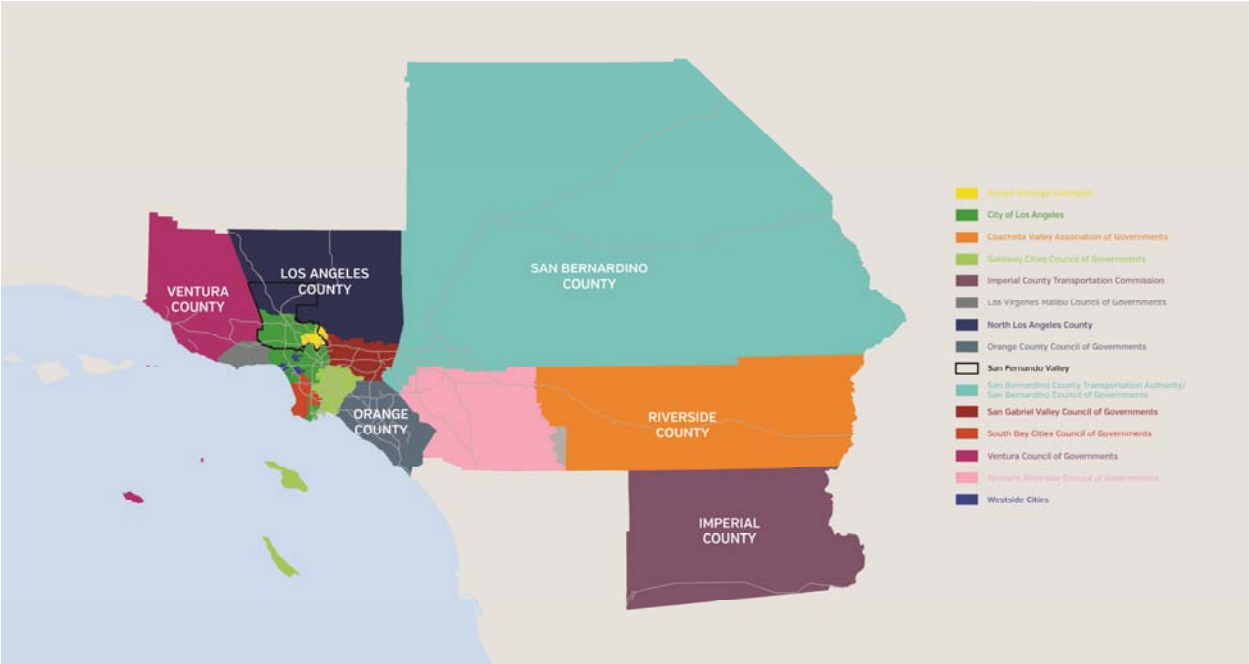 VENTURA
COUNTY
LOS ANGELES
COUNTY
SAN BERNARDINO
COUNTY
ORANGE
COUNTY
RIVERSIDE
COUNTY
IMPERIAL
COUNTY
Arroyo Verdugo
City of Los Angeles
Coachella Valley Association of Governments
Gateway Cities Council of Governments
Imperial County Transportation Commission
Las Virgenes Malibu Council of Governments
North Los Angeles County
Orange County Council of Governments
San Fernando Valley
San Bernardino County Transportation Authority/
San Bernardino Council of Governments
San Gabriel Valley Council of Governments
South Bay Cities Council of Governments
Ventura Council of Governments
Western Riverside Council of Governments
Westside Cities